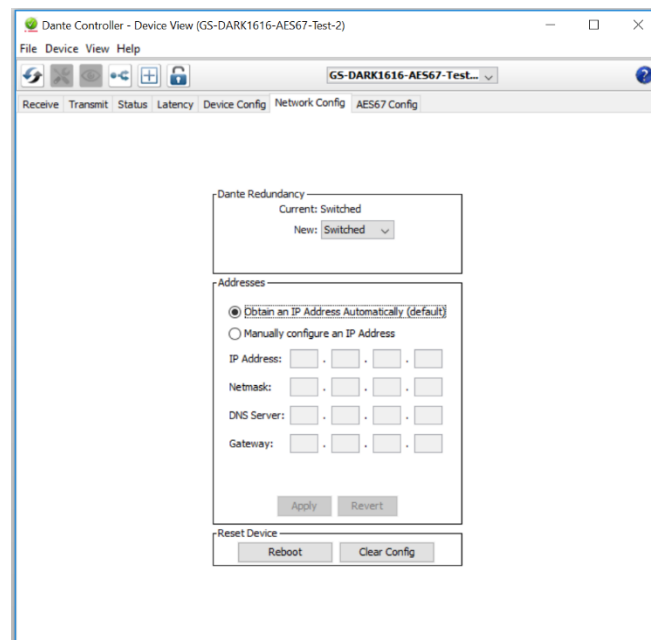 Dante Controller - Device View (GS-DARK1616-AES67-Test-2)
File Device View Help
GS-DARK1616-AES67-Test...
?
Receive Transmit Status Latency Device Config Network Config AES67 Config
Dante Redundancy
Current: Switched
New: Switched
Addresses
Obtain an IP Address Automatically (default)
Manually configure an IP Address
IP Address: . . .
Netmask: . . .
DNS Server: . . .
Gateway: . . .
Apply Revert
Reset Device
Reboot Clear Config